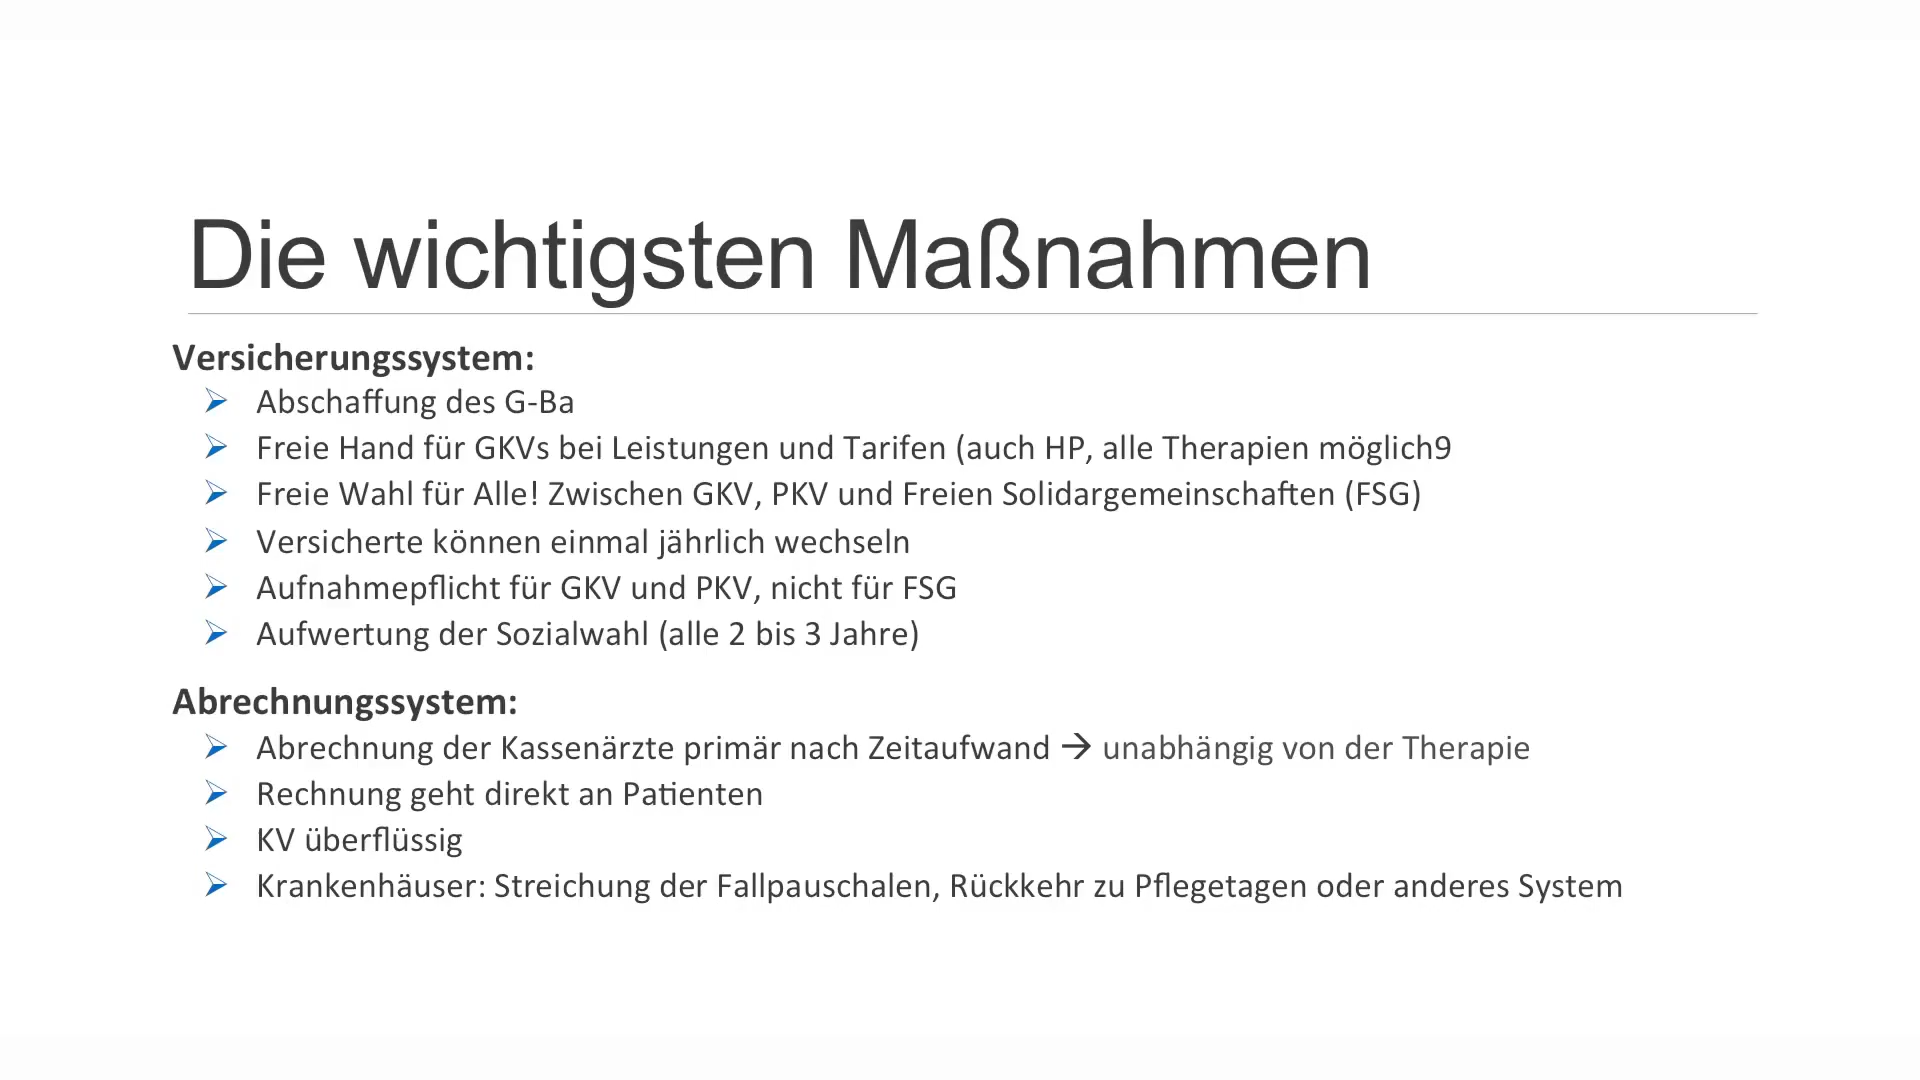 Die wichtigsten Maßnahmen
Versicherungssystem:
Abschaffung des G-Ba
Freie Hand für GKVs bei Leistungen und Tarifen (auch HP, alle Therapien möglich9
Freie Wahl für Alle! Zwischen GKV, PKV und Freien Solidargemeinschaften (FSG)
Versicherte können einmal jährlich wechseln
Aufnahmepflicht für GKV und PKV, nicht für FSG
Aufwertung der Sozialwahl (alle 2 bis 3 Jahre)
Abrechnungssystem:
Abrechnung der Kassenärzte primär nach Zeitaufwand → unabhängig von der Therapie
Rechnung geht direkt an Patienten
KV überflüssig
Krankenhäuser: Streichung der Fallpauschalen, Rückkehr zu Pflegetagen oder anderes System